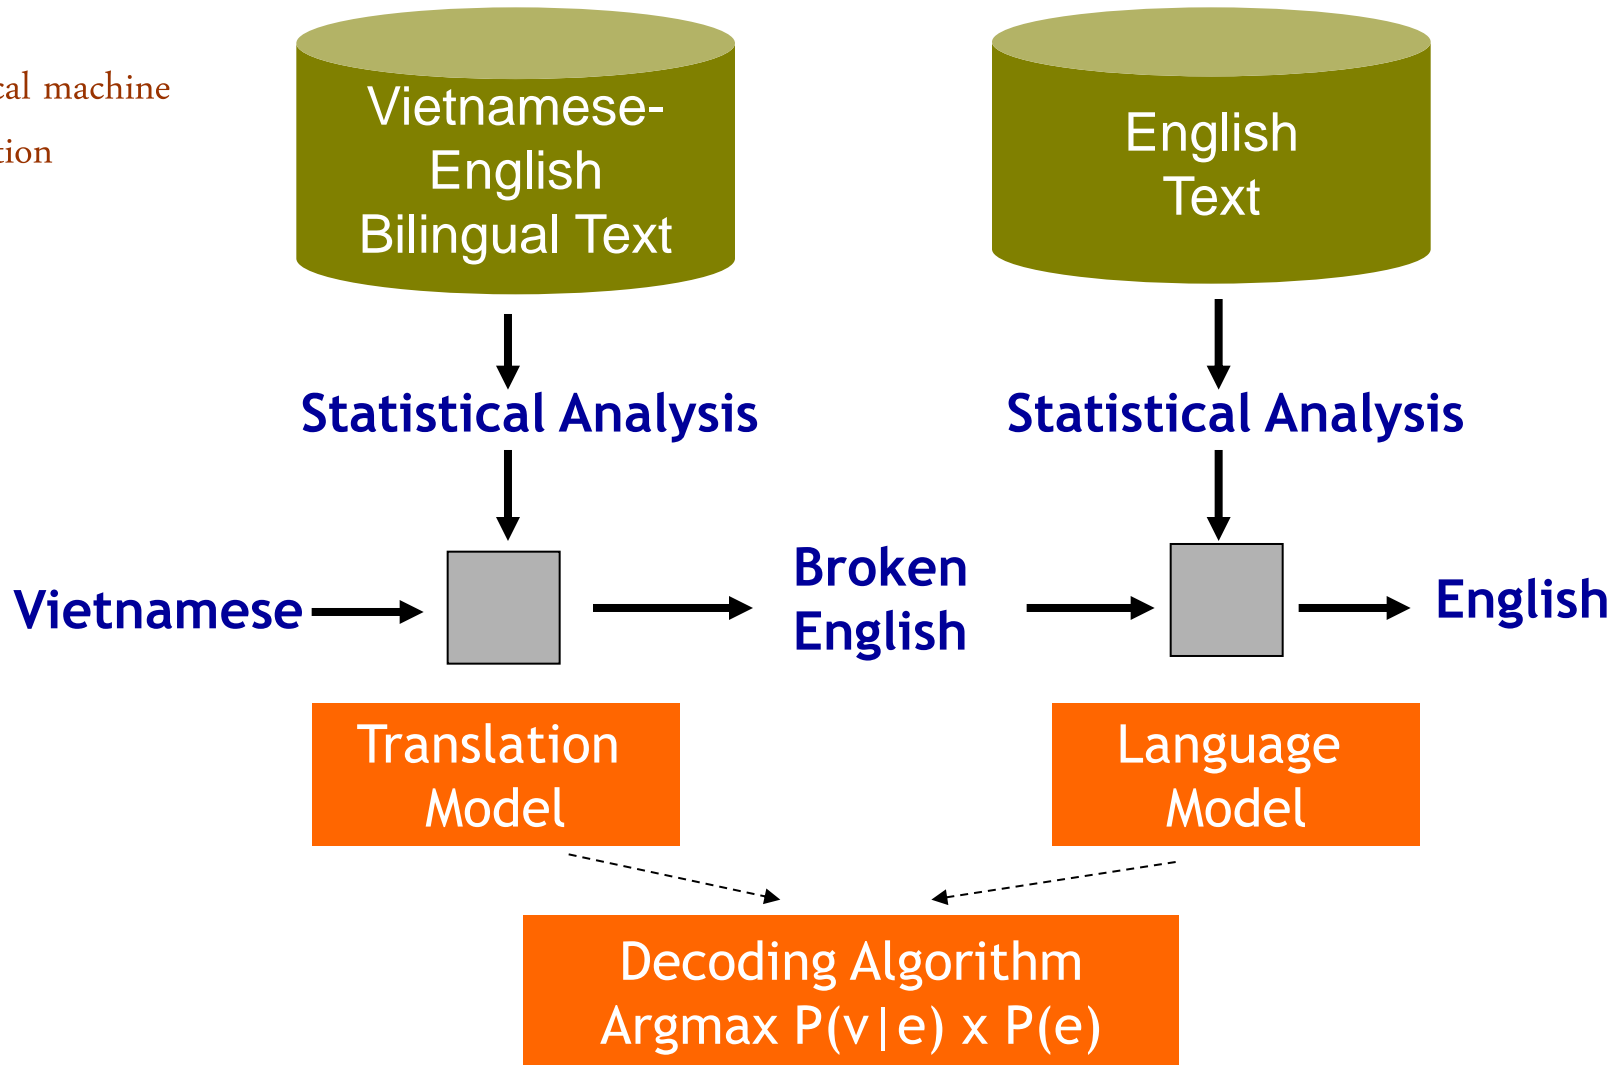 cal machine
tion
Vietnamese-
English
Bilingual Text
English
Text
Statistical Analysis
Statistical Analysis
Vietnamese
Broken
English
English
Translation
Model
Language
Model
Decoding Algorithm
Argmax P(v|e) x P(e)